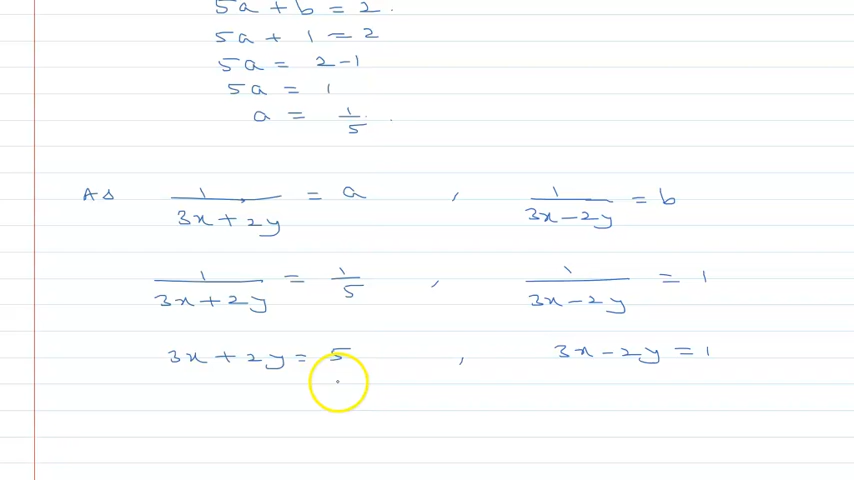 5a + b = 2.
5a + 1 = 2
5a = 2-1
5a = 1
a = 1/5.
As 1/(3x + 2y) = a , 1/(3x-2y) = b
1/(3x + 2y) = 1/5 , 1/(3x-2y) = 1
3x + 2y = 5 , 3x - 2y = 1